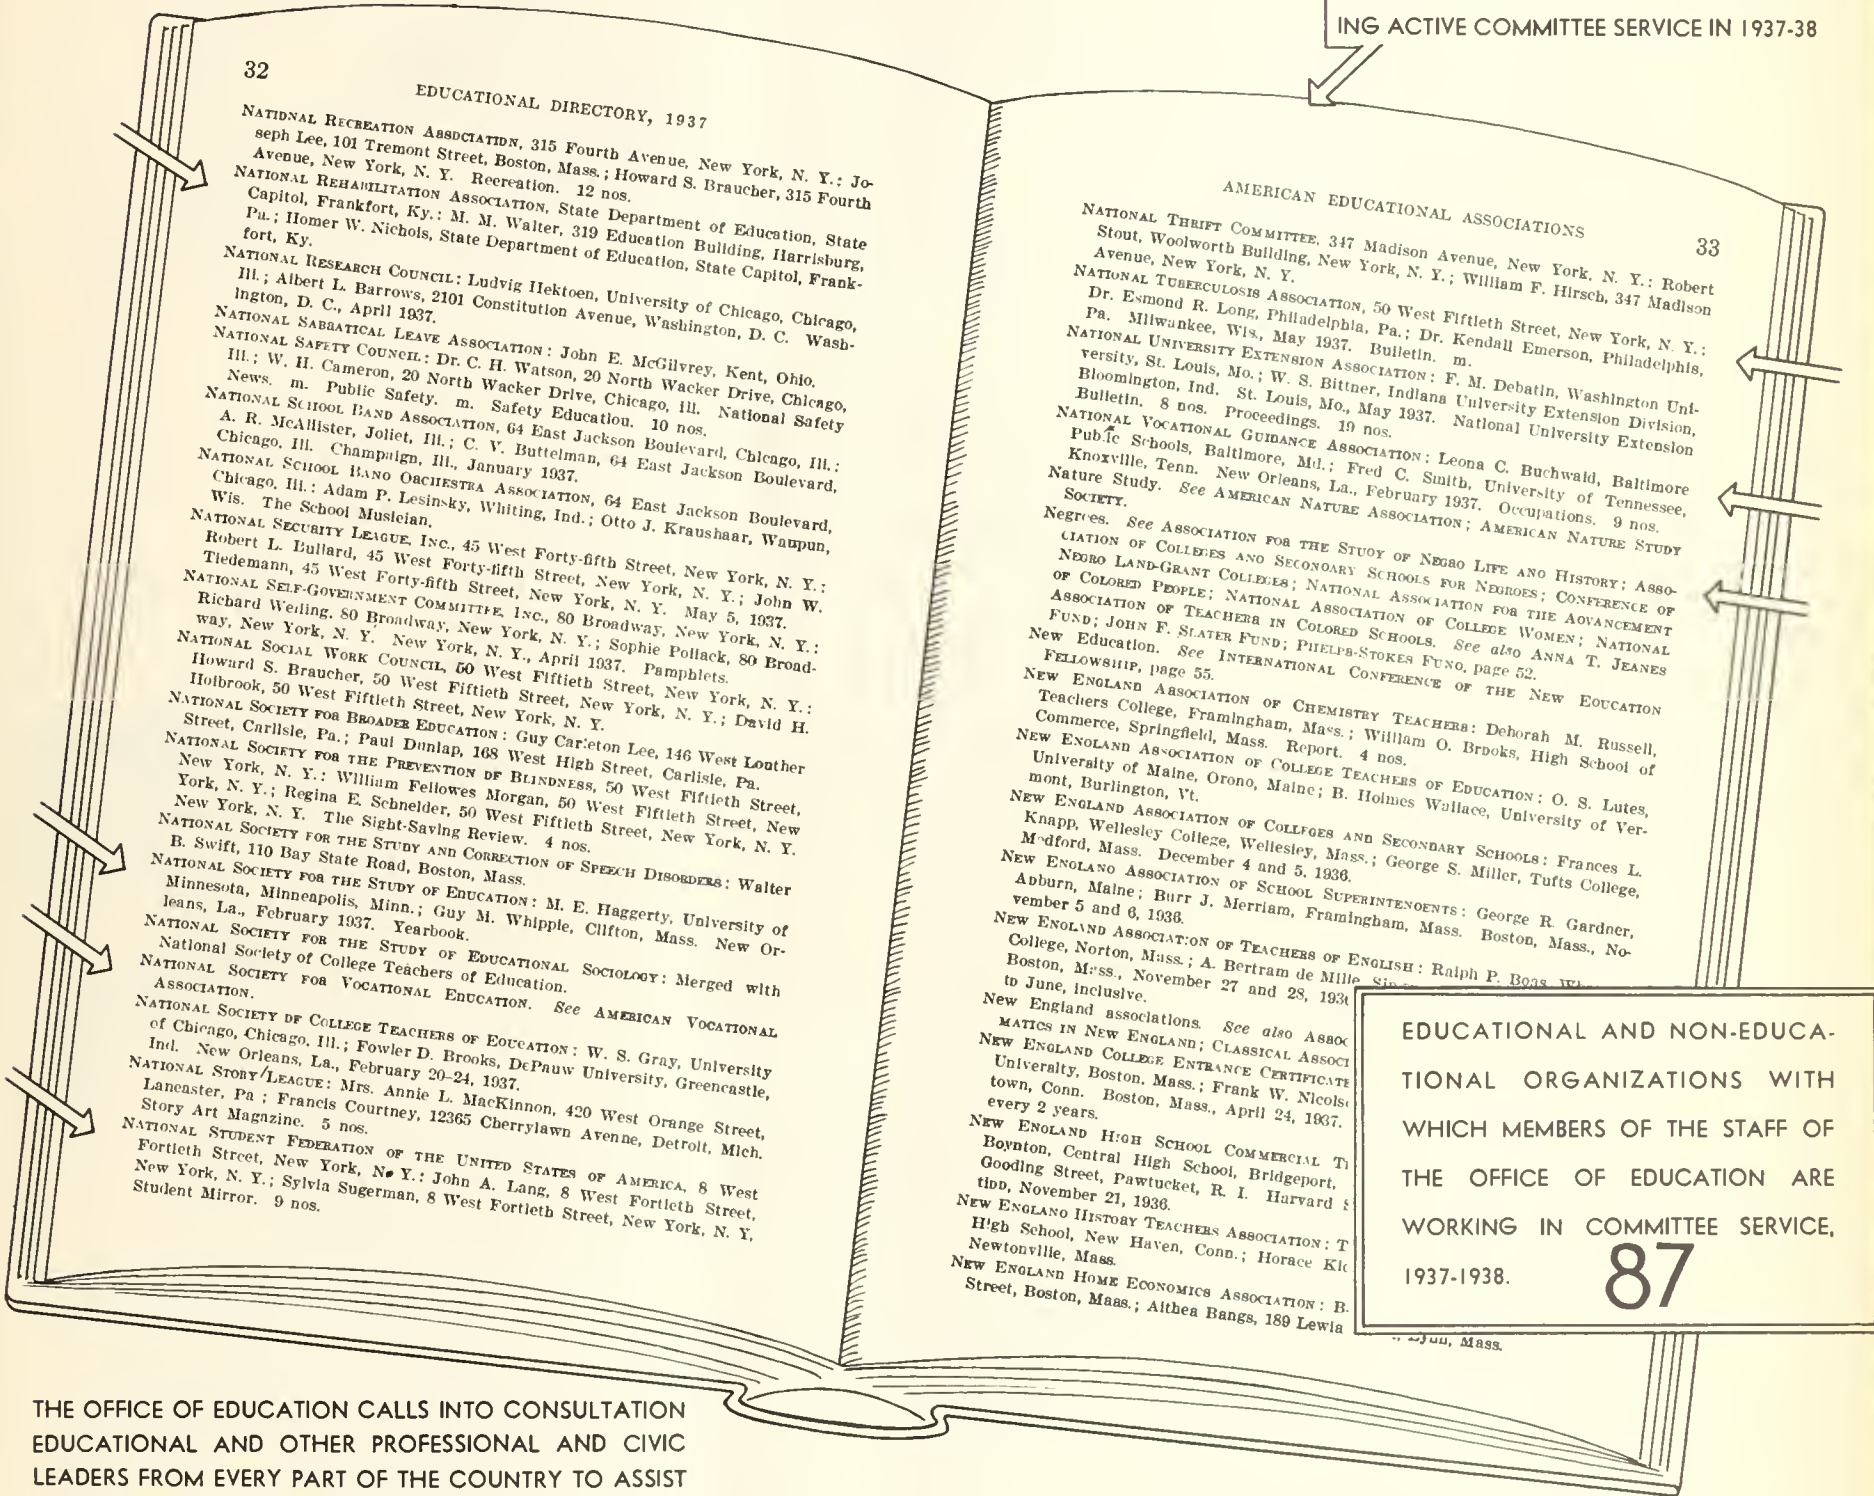 ING ACTIVE COMMITTEE SERVICE IN 1937-38
32
EDUCATIONAL DIRECTORY, 1937
NATIONAL RECREATION ASSOCIATION, 315 Fourth Avenue, New York, N. Y.: Jo-
seph Lee, 101 Tremont Street, Boston, Mass.; Howard S. Braucher, 315 Fourth
Avenue, New York, N. Y. Recreation. 12 nos.
NATIONAL REHABILITATION ASSOCIATION, State Department of Education, State
Capitol, Frankfort, Ky.: M. M. Walter, 319 Education Building, Harrisburg,
Pa.; Homer W. Nichols, State Department of Education, State Capitol, Frank-
fort, Ky.
NATIONAL RESEARCH COUNCIL: Ludvig Hektoen, University of Chicago, Chicago,
Ill.; Albert L. Barrows, 2101 Constitution Avenue, Washington, D. C. Wash-
ington, D. C., April 1937.
NATIONAL SABBATICAL LEAVE ASSOCIATION: John E. McGilvrey, Kent, Ohio.
NATIONAL SAFETY COUNCIL: Dr. C. H. Watson, 20 North Wacker Drive, Chicago,
Ill.; W. H. Cameron, 20 North Wacker Drive, Chicago, Ill. National Safety
News. m. Public Safety. m. Safety Education. 10 nos.
NATIONAL SCHOOL BAND ASSOCIATION, 64 East Jackson Boulevard, Chicago, Ill.:
A. R. McAllister, Joliet, Ill.; C. V. Buttelman, 64 East Jackson Boulevard,
Chicago, Ill. Champaign, Ill., January 1937.
NATIONAL SCHOOL BAND ORCHESTRA ASSOCIATION, 64 East Jackson Boulevard,
Chicago, Ill.: Adam P. Lesinsky, Whiting, Ind.; Otto J. Kraushaar, Waupun,
Wis. The School Musician.
NATIONAL SECURITY LEAGUE, INC., 45 West Forty-fifth Street, New York, N. Y.:
Robert L. Bullard, 45 West Forty-fifth Street, New York, N. Y.; John W.
Tiedemann, 45 West Forty-fifth Street, New York, N. Y. May 5, 1937.
NATIONAL SELF-GOVERNMENT COMMITTEE, INC., 80 Broadway, New York, N. Y.:
Richard Welling, 80 Broadway, New York, N. Y.; Sophie Pollack, 80 Broad-
way, New York, N. Y. New York, N. Y., April 1937. Pamphlets.
NATIONAL SOCIAL WORK COUNCIL, 50 West Fiftieth Street, New York, N. Y.:
Howard S. Braucher, 50 West Fiftieth Street, New York, N. Y.; David H.
Holbrook, 50 West Fiftieth Street, New York, N. Y.
NATIONAL SOCIETY FOR BROADER EDUCATION: Guy Carleton Lee, 146 West Louther
Street, Carlisle, Pa.; Paul Dunlap, 168 West High Street, Carlisle, Pa.
NATIONAL SOCIETY FOR THE PREVENTION OF BLINDNESS, 50 West Fiftieth Street,
New York, N. Y.: William Fellowes Morgan, 50 West Fiftieth Street, New
York, N. Y.; Regina E. Schneider, 50 West Fiftieth Street, New York, N. Y.
New York, N. Y. The Sight-Saving Review. 4 nos.
NATIONAL SOCIETY FOR THE STUDY AND CORRECTION OF SPEECH DISORDERS: Walter
B. Swift, 110 Bay State Road, Boston, Mass.
NATIONAL SOCIETY FOR THE STUDY OF EDUCATION: M. E. Haggerty, University of
Minnesota, Minneapolis, Minn.; Guy M. Whipple, Clifton, Mass. New Or-
leans, La., February 1937. Yearbook.
NATIONAL SOCIETY FOR THE STUDY OF EDUCATIONAL SOCIOLOGY: Merged with
National Society of College Teachers of Education.
NATIONAL SOCIETY FOR VOCATIONAL EDUCATION. See AMERICAN VOCATIONAL
ASSOCIATION.
NATIONAL SOCIETY OF COLLEGE TEACHERS OF EDUCATION: W. S. Gray, University
of Chicago, Chicago, Ill.; Fowler D. Brooks, DePauw University, Greencastle,
Ind. New Orleans, La., February 20-24, 1937.
NATIONAL STORY/LEAGUE: Mrs. Annie L. MacKinnon, 420 West Orange Street,
Lancaster, Pa ; Francis Courtney, 12365 Cherrylawn Avenue, Detroit, Mich.
Story Art Magazine. 5 nos.
NATIONAL STUDENT FEDERATION OF THE UNITED STATES OF AMERICA, 8 West
Fortieth Street, New York, N. Y.: John A. Lang, 8 West Fortieth Street,
New York, N. Y.; Sylvia Sugerman, 8 West Fortieth Street, New York, N. Y.
Student Mirror. 9 nos.
AMERICAN EDUCATIONAL ASSOCIATIONS
33
NATIONAL THRIFT COMMITTEE, 347 Madison Avenue, New York, N. Y.: Robert
Stout, Woolworth Building, New York, N. Y.; William F. Hirsch, 347 Madison
Avenue, New York, N. Y.
NATIONAL TUBERCULOSIS ASSOCIATION, 50 West Fiftieth Street, New York, N. Y.:
Dr. Esmond R. Long, Philadelphia, Pa.; Dr. Kendall Emerson, Philadelphia,
Pa. Milwaukee, Wis., May 1937. Bulletin. m.
NATIONAL UNIVERSITY EXTENSION ASSOCIATION: F. M. Debatin, Washington Uni-
versity, St. Louis, Mo.; W. S. Bittner, Indiana University Extension Division,
Bloomington, Ind. St. Louis, Mo., May 1937. National University Extension
Bulletin. 8 nos. Proceedings. 19 nos.
NATIONAL VOCATIONAL GUIDANCE ASSOCIATION: Leona C. Buchwald, Baltimore
Public Schools, Baltimore, Md.; Fred C. Smith, University of Tennessee,
Knoxville, Tenn. New Orleans, La., February 1937. Occupations. 9 nos.
Nature Study. See AMERICAN NATURE ASSOCIATION; AMERICAN NATURE STUDY
SOCIETY.
Negroes. See ASSOCIATION FOR THE STUDY OF NEGRO LIFE AND HISTORY; ASSO-
CIATION OF COLLEGES AND SECONDARY SCHOOLS FOR NEGROES; CONFERENCE OF
NEGRO LAND-GRANT COLLEGES; NATIONAL ASSOCIATION FOR THE ADVANCEMENT
OF COLORED PEOPLE; NATIONAL ASSOCIATION OF COLLEGE WOMEN; NATIONAL
ASSOCIATION OF TEACHERS IN COLORED SCHOOLS. See also ANNA T. JEANES
FUND; JOHN F. SLATER FUND; PHELPS-STOKES FUND, page 52.
New Education. See INTERNATIONAL CONFERENCE OF THE NEW EDUCATION
FELLOWSHIP, page 55.
NEW ENGLAND ASSOCIATION OF CHEMISTRY TEACHERS: Deborah M. Russell,
Teachers College, Framingham, Mass.; William O. Brooks, High School of
Commerce, Springfield, Mass. Report. 4 nos.
NEW ENGLAND ASSOCIATION OF COLLEGE TEACHERS OF EDUCATION: O. S. Lutes,
University of Maine, Orono, Maine; B. Holmes Wallace, University of Ver-
mont, Burlington, Vt.
NEW ENGLAND ASSOCIATION OF COLLEGES AND SECONDARY SCHOOLS: Frances L.
Knapp, Wellesley College, Wellesley, Mass.; George S. Miller, Tufts College,
Medford, Mass. December 4 and 5, 1936.
NEW ENGLAND ASSOCIATION OF SCHOOL SUPERINTENDENTS: George R. Gardner,
Auburn, Maine; Burr J. Merriam, Framingham, Mass. Boston, Mass., No-
vember 5 and 6, 1936.
NEW ENGLAND ASSOCIATION OF TEACHERS OF ENGLISH: Ralph P. Boas, Wh
College, Norton, Mass.; A. Bertram de Mille, Sim
Boston, Mass., November 27 and 28, 193
to June, inclusive.
New England associations. See also ASSOC
MATICS IN NEW ENGLAND; CLASSICAL ASSOCI
NEW ENGLAND COLLEGE ENTRANCE CERTIFICATE
University, Boston, Mass.; Frank W. Nicols
town, Conn. Boston, Mass., April 24, 1937.
every 2 years.
NEW ENGLAND HIGH SCHOOL COMMERCIAL T
Boynton, Central High School, Bridgeport,
Gooding Street, Pawtucket, R. I. Harvard
tion, November 21, 1936.
NEW ENGLAND HISTORY TEACHERS ASSOCIATION: T
High School, New Haven, Conn.; Horace Ki
Newtonville, Mass.
NEW ENGLAND HOME ECONOMICS ASSOCIATION: B.
Street, Boston, Mass.; Althea Bangs, 189 Lewis
Lynn, Mass.
EDUCATIONAL AND NON-EDUCA-
TIONAL ORGANIZATIONS WITH
WHICH MEMBERS OF THE STAFF OF
THE OFFICE OF EDUCATION ARE
WORKING IN COMMITTEE SERVICE,
1937-1938. 87
THE OFFICE OF EDUCATION CALLS INTO CONSULTATION
EDUCATIONAL AND OTHER PROFESSIONAL AND CIVIC
LEADERS FROM EVERY PART OF THE COUNTRY TO ASSIST